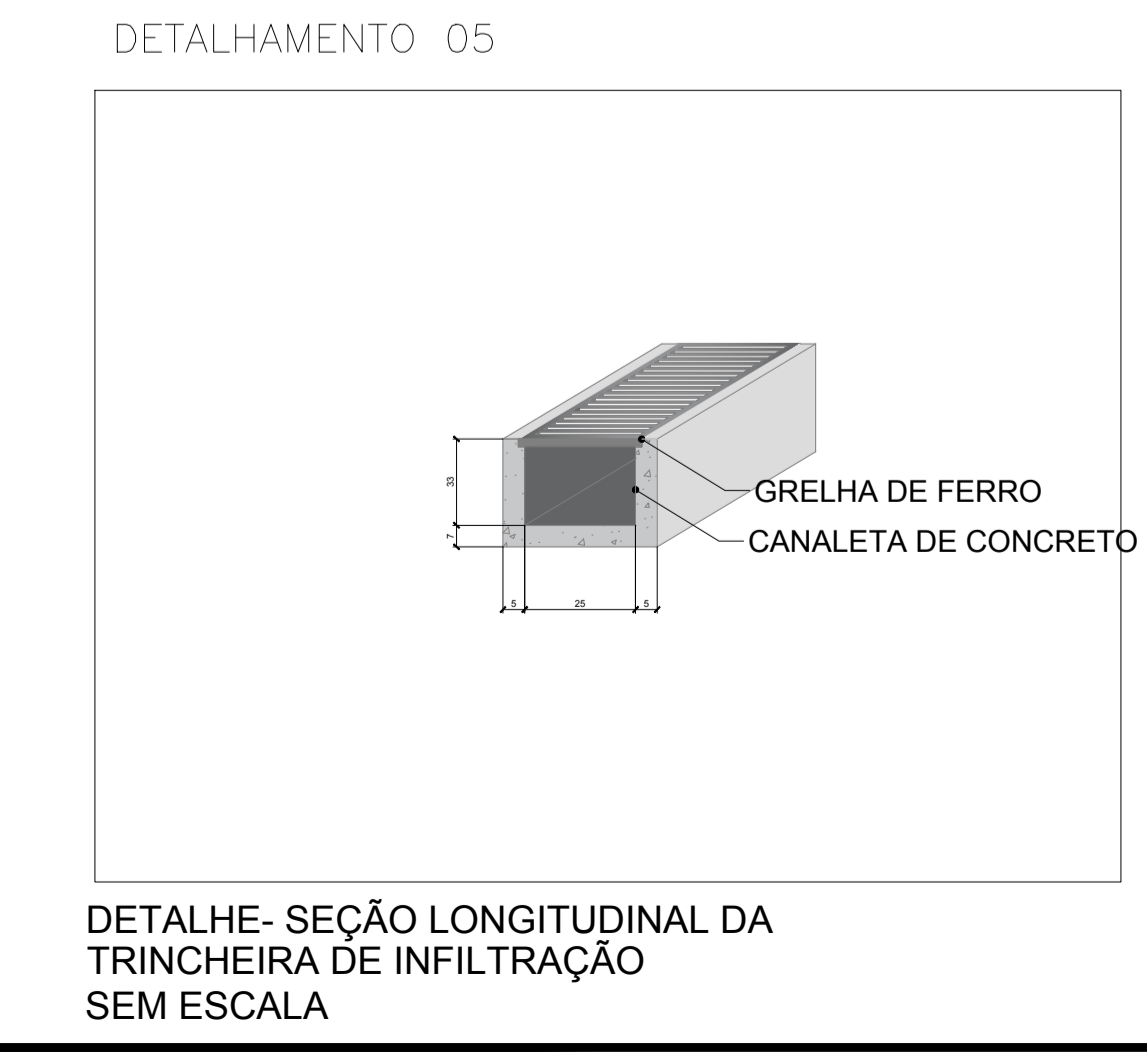 DETALHAMENTO 05
33
GRELHA DE FERRO
7
CANALETA DE CONCRETO
5 25 5
DETALHE- SEÇÃO LONGITUDINAL DA
TRINCHEIRA DE INFILTRAÇÃO
SEM ESCALA